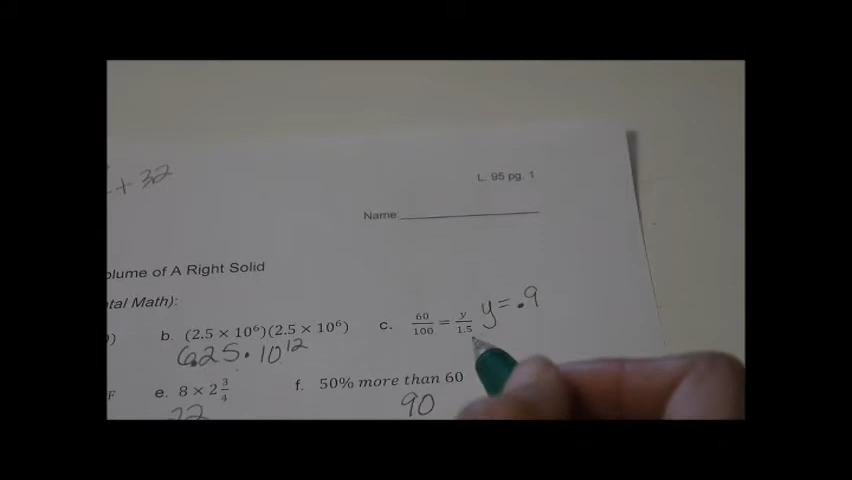 + 32
L. 95 pg. 1
Name
olume of A Right Solid
tal Math):
)
b. (2.5 × 10⁶)(2.5 × 10⁶) c. 60/100 = y/1.5 y = .9
6.25 · 10¹²
F e. 8 × 2 3/4 f. 50% more than 60
22 90